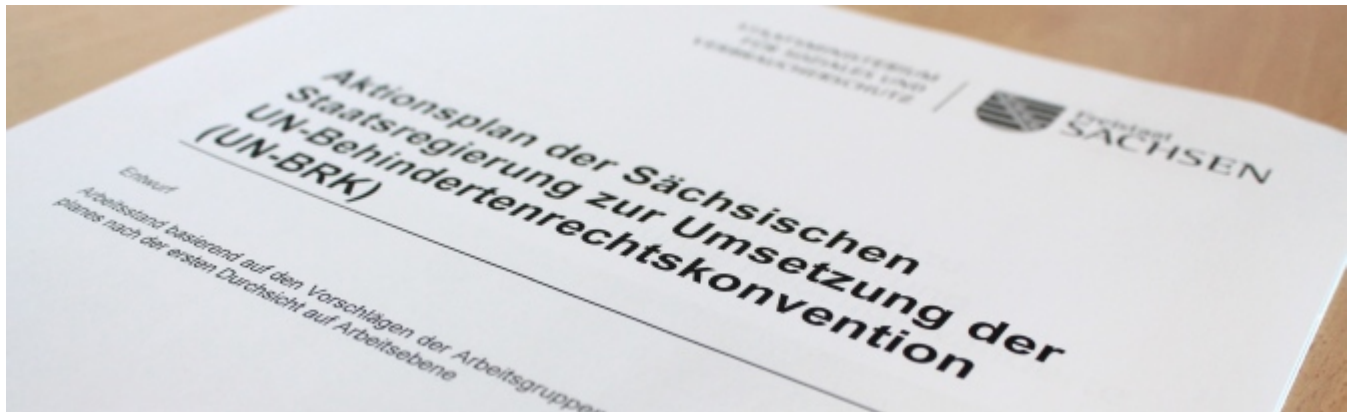 STAATSMINISTERIUM
FÜR SOZIALES UND
VERBRAUCHERSCHUTZ
Freistaat
SACHSEN
Aktionsplan der Sächsischen
Staatsregierung zur Umsetzung der
UN-Behindertenrechtskonvention
(UN-BRK)
Entwurf
Arbeitsstand basierend auf den Vorschlägen der Arbeitsgruppen
planes nach der ersten Durchsicht auf Arbeitsebene